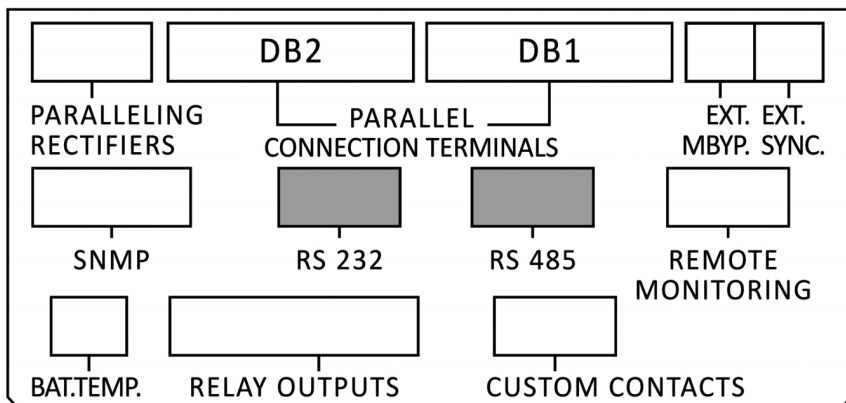 DB2
DB1
PARALLELING
RECTIFIERS
PARALLEL
CONNECTION TERMINALS
EXT.
MBYP.
EXT.
SYNC.
SNMP
RS 232
RS 485
REMOTE
MONITORING
BAT.TEMP.
RELAY OUTPUTS
CUSTOM CONTACTS